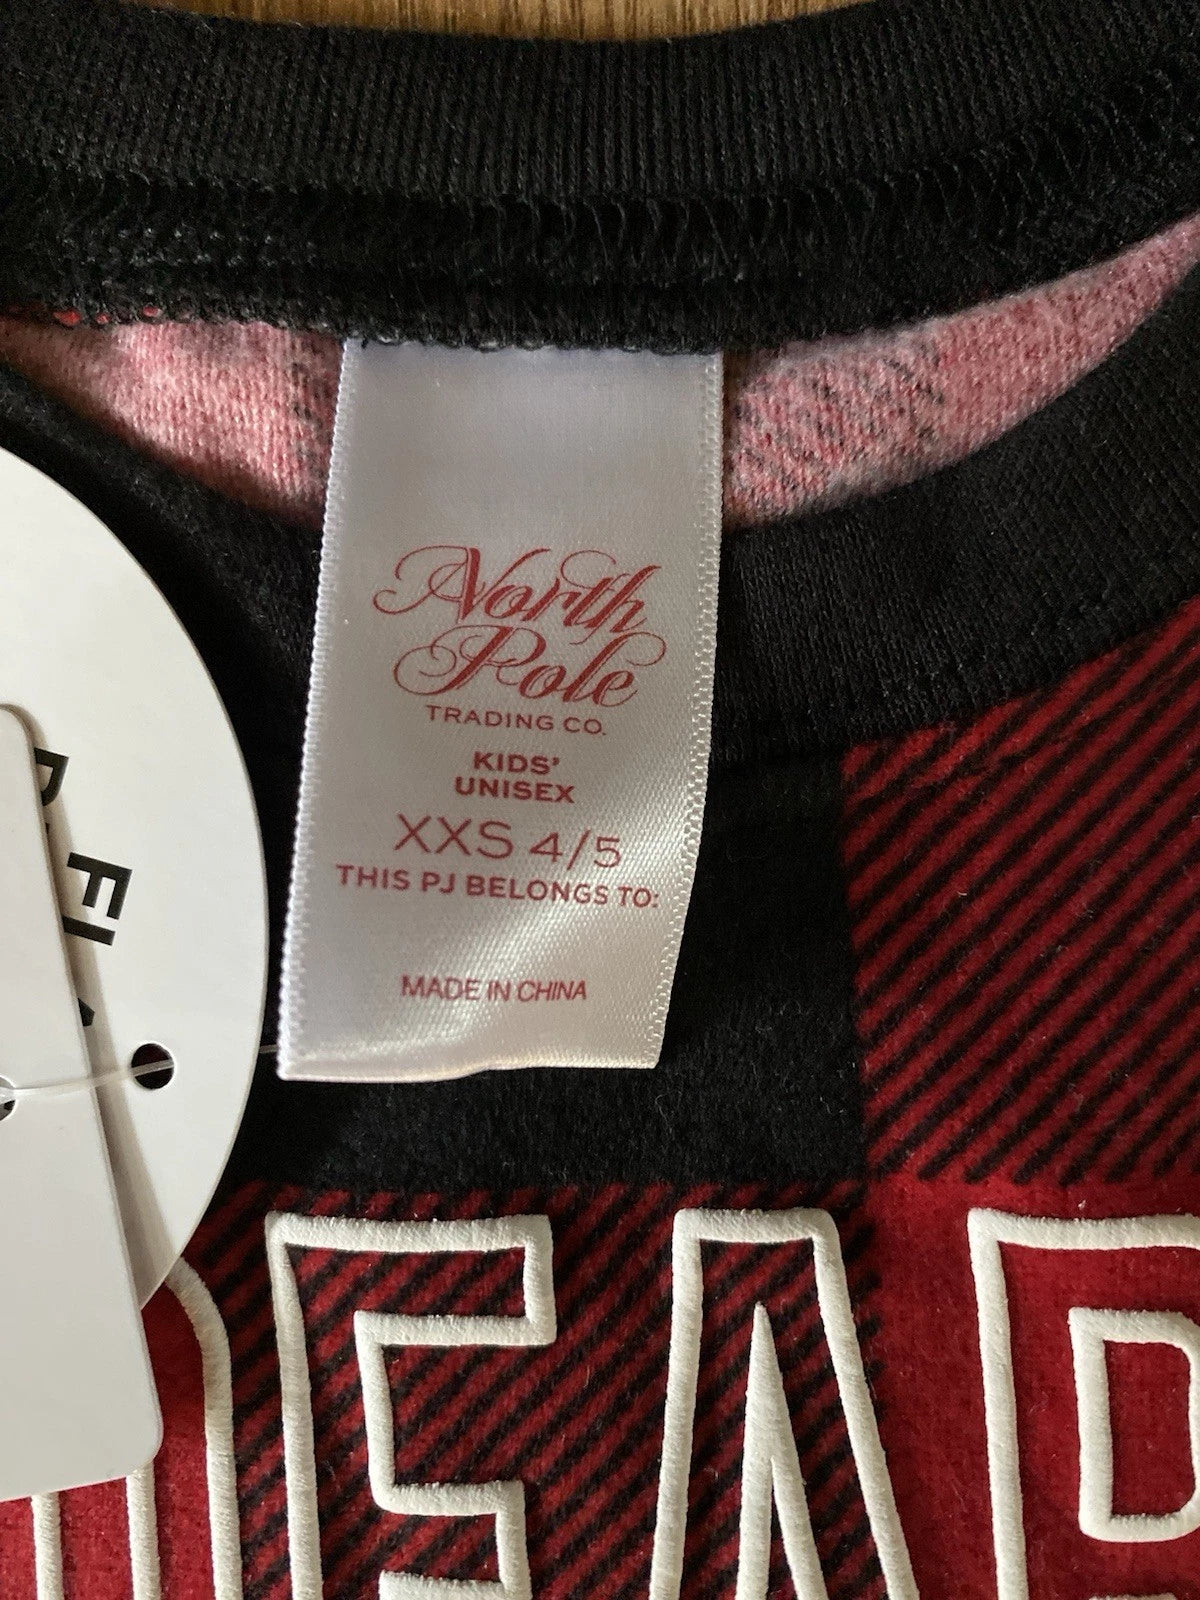 North
Pole
TRADING CO.
KIDS'
UNISEX
XXS 4/5
THIS PJ BELONGS TO:
MADE IN CHINA